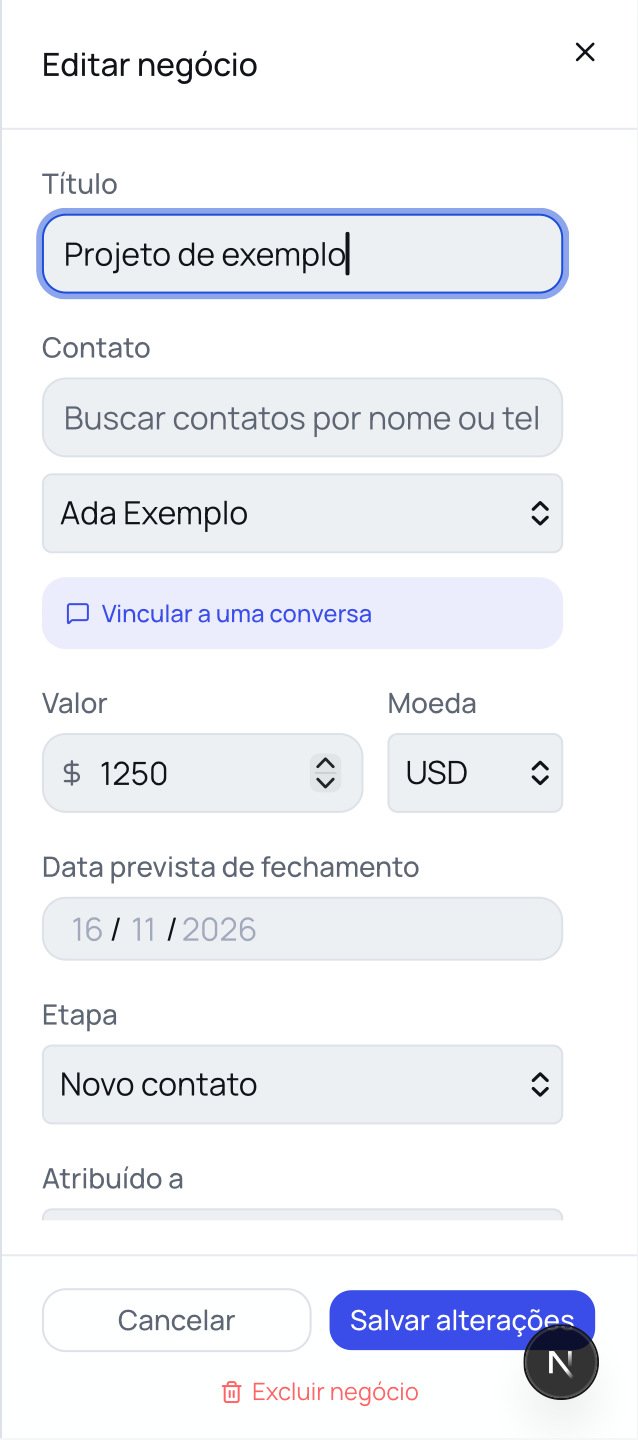 Editar negócio
Título
Projeto de exemplo
Contato
Buscar contatos por nome ou tel
Ada Exemplo
Vincular a uma conversa
Valor Moeda
$ 1250 USD
Data prevista de fechamento
16 / 11 / 2026
Etapa
Novo contato
Atribuído a
Cancelar Salvar alterações
N
Excluir negócio